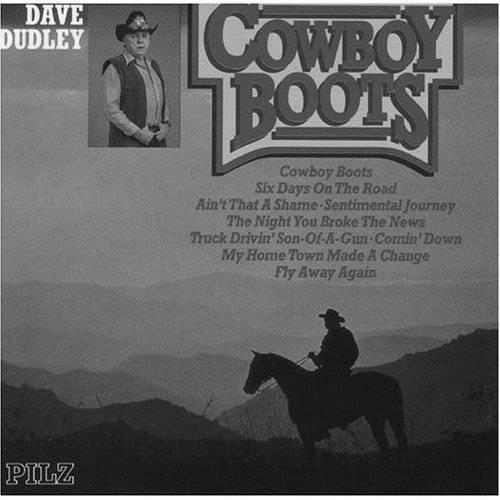 DAVE
DUDLEY
COWBOY
BOOTS
Cowboy Boots
Six Days On The Road
Ain't That A Shame · Sentimental Journey
The Night You Broke The News
Truck Drivin' Son-Of-A-Gun · Comin' Down
My Home Town Made A Change
Fly Away Again
PILZ